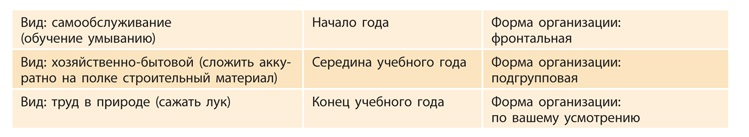 Вид: самообслуживание
(обучение умыванию)
Начало года
Форма организации:
фронтальная
Вид: хозяйственно-бытовой (сложить акку-
ратно на полке строительный материал)
Середина учебного года
Форма организации:
подгрупповая
Вид: труд в природе (сажать лук)
Конец учебного года
Форма организации:
по вашему усмотрению